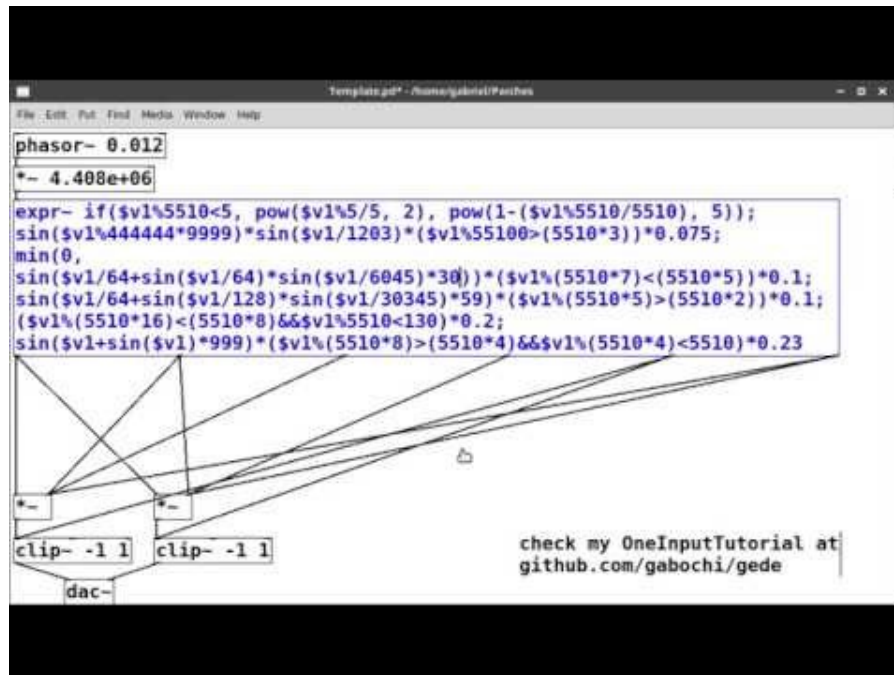 Template.pd* - /home/gabriel/Parches
File Edit Put Find Media Window Help
phasor~ 0.012
*~ 4.408e+06
expr~ if($v1%5510<5, pow($v1%5/5, 2), pow(1-($v1%5510/5510), 5));
sin($v1%444444*9999)*sin($v1/1203)*($v1%55100>(5510*3))*0.075;
min(0,
sin($v1/64+sin($v1/64)*sin($v1/6045)*30))*($v1%(5510*7)<(5510*5))*0.1;
sin($v1/64+sin($v1/128)*sin($v1/30345)*59)*($v1%(5510*5)>(5510*2))*0.1;
($v1%(5510*16)<(5510*8)&&$v1%5510<130)*0.2;
sin($v1+sin($v1)*999)*($v1%(5510*8)>(5510*4)&&$v1%(5510*4)<5510)*0.23
*~ *~
clip~ -1 1 clip~ -1 1
check my OneInputTutorial at
github.com/gabochi/gede
dac~